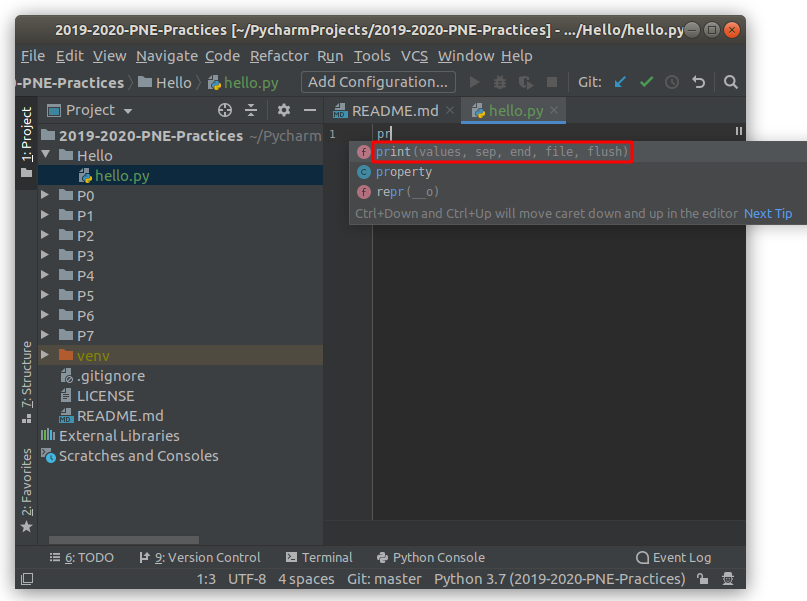 2019-2020-PNE-Practices [~/PycharmProjects/2019-2020-PNE-Practices] - .../Hello/hello.py
File Edit View Navigate Code Refactor Run Tools VCS Window Help
-PNE-Practices Hello hello.py Add Configuration... Git:
1: Project
Project
README.md
hello.py
2019-2020-PNE-Practices ~/Pycharm
Hello
hello.py
P0
P1
P2
P3
P4
P5
P6
P7
venv
.gitignore
LICENSE
README.md
External Libraries
Scratches and Consoles
7: Structure
2: Favorites
1 pr
f print(values, sep, end, file, flush)
C property
f repr(__o)
Ctrl+Down and Ctrl+Up will move caret down and up in the editor Next Tip
6: TODO 9: Version Control Terminal Python Console Event Log
1:3 UTF-8 4 spaces Git: master Python 3.7 (2019-2020-PNE-Practices)